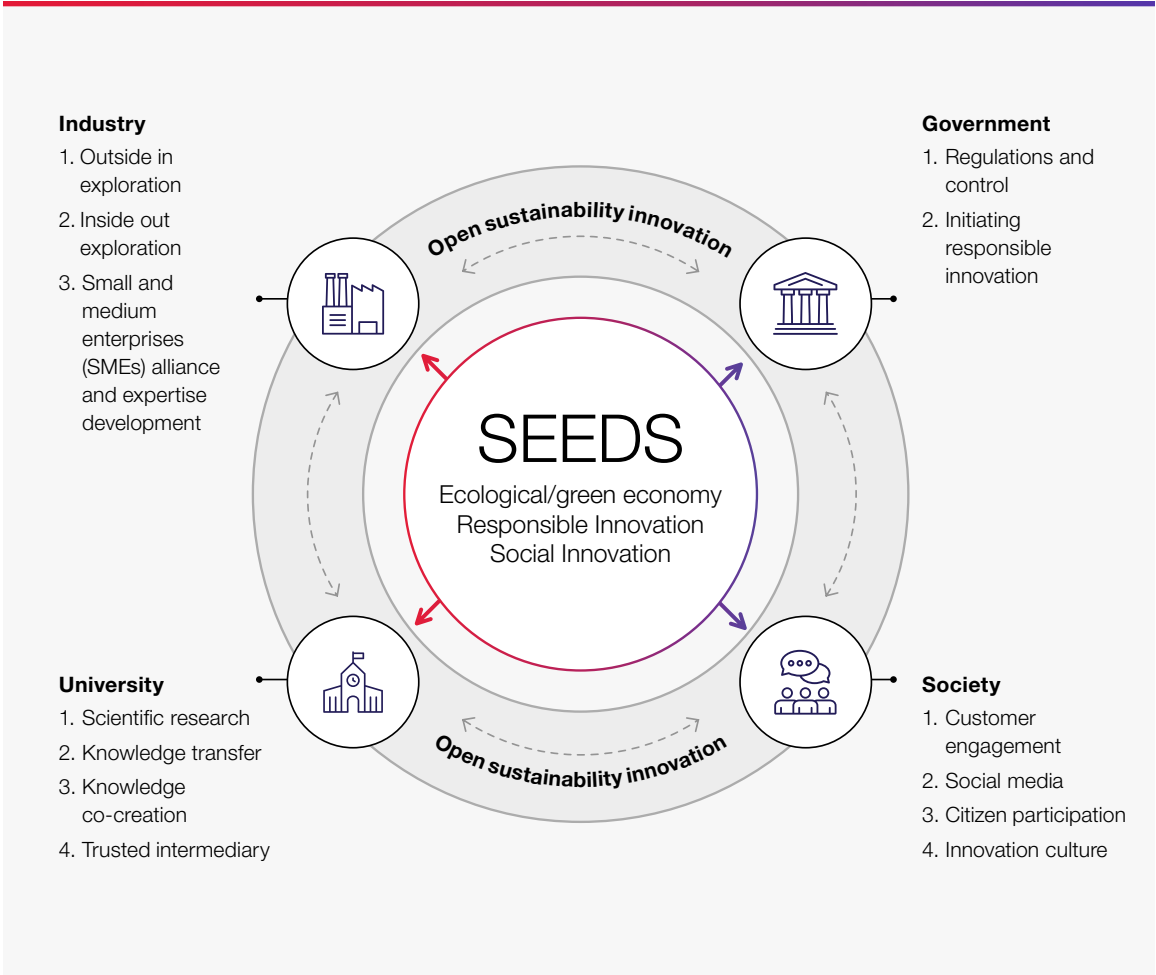 Industry
1. Outside in
exploration
2. Inside out
exploration
3. Small and
medium
enterprises
(SMEs) alliance
and expertise
development
Government
1. Regulations and
control
2. Initiating
responsible
innovation
Open sustainability innovation
SEEDS
Ecological/green economy
Responsible Innovation
Social Innovation
Open sustainability innovation
University
1. Scientific research
2. Knowledge transfer
3. Knowledge
co-creation
4. Trusted intermediary
Society
1. Customer
engagement
2. Social media
3. Citizen participation
4. Innovation culture